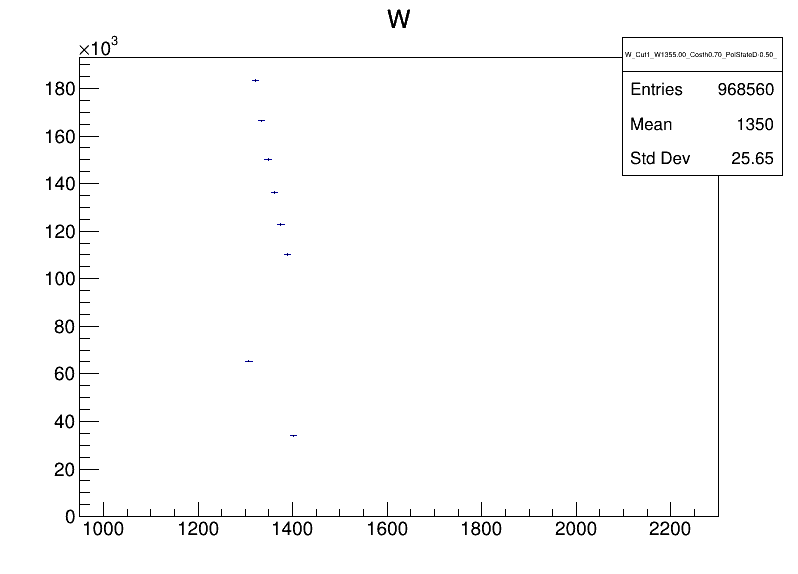 W
×10³
W_Cut1_W1355.00_Costh0.70_PolStateD-0.50_
Entries 968560
Mean 1350
Std Dev 25.65
180
160
140
120
100
80
60
40
20
0
1000 1200 1400 1600 1800 2000 2200